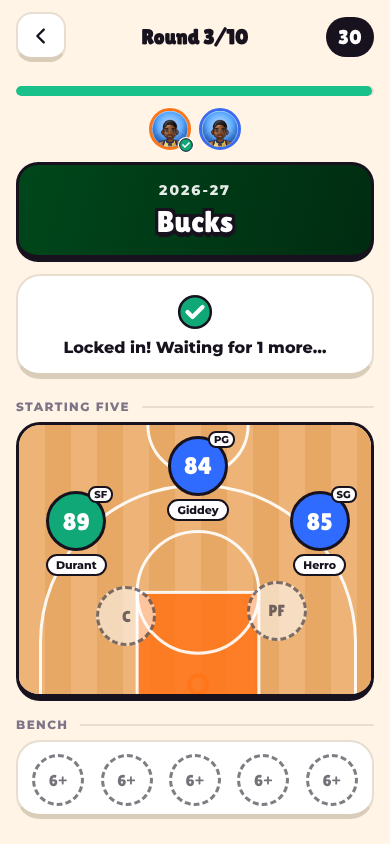 Round 3/10
30
2026-27
Bucks
Locked in! Waiting for 1 more...
STARTING FIVE
PG
84
Giddey
SF
89
Durant
SG
85
Herro
C
PF
BENCH
6+ 6+ 6+ 6+ 6+